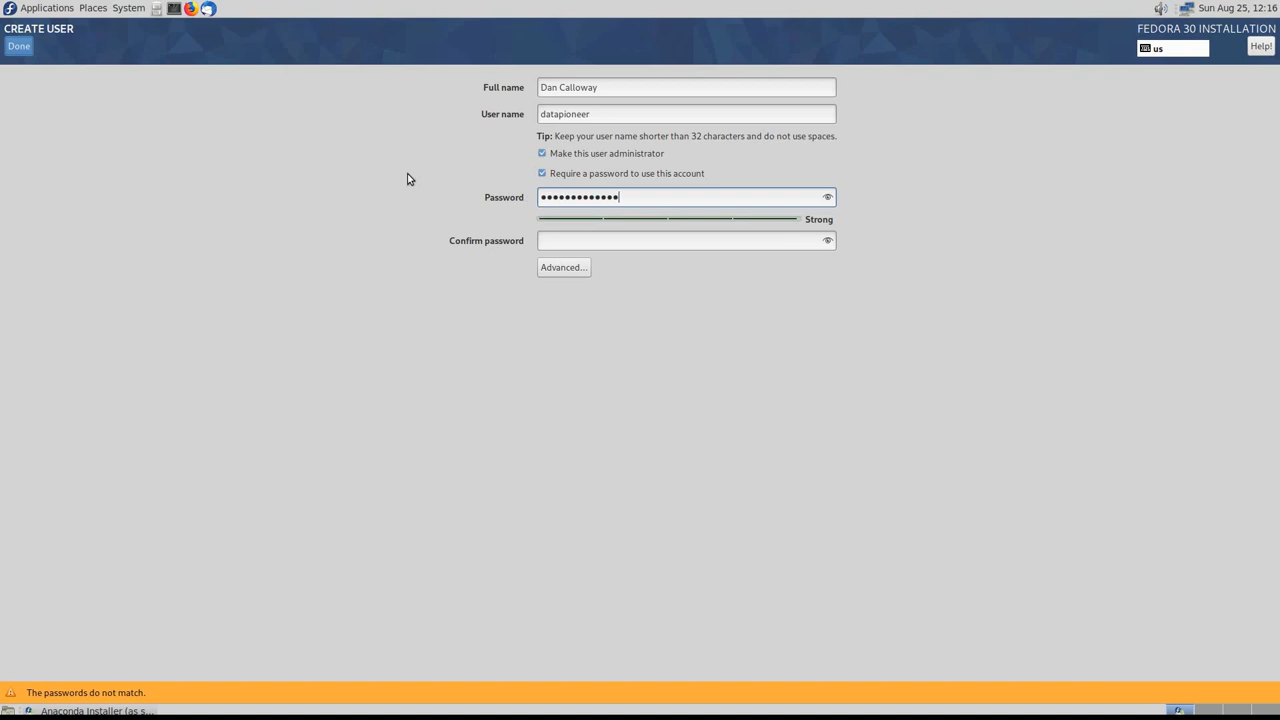 Applications Places System
Sun Aug 25, 12:16
CREATE USER
FEDORA 30 INSTALLATION
Done
us
Help!
Full name
Dan Calloway
User name
datapioneer
Tip: Keep your user name shorter than 32 characters and do not use spaces.
Make this user administrator
Require a password to use this account
Password
●●●●●●●●●●●●●
Strong
Confirm password
Advanced...
The passwords do not match.
Anaconda Installer (as s...